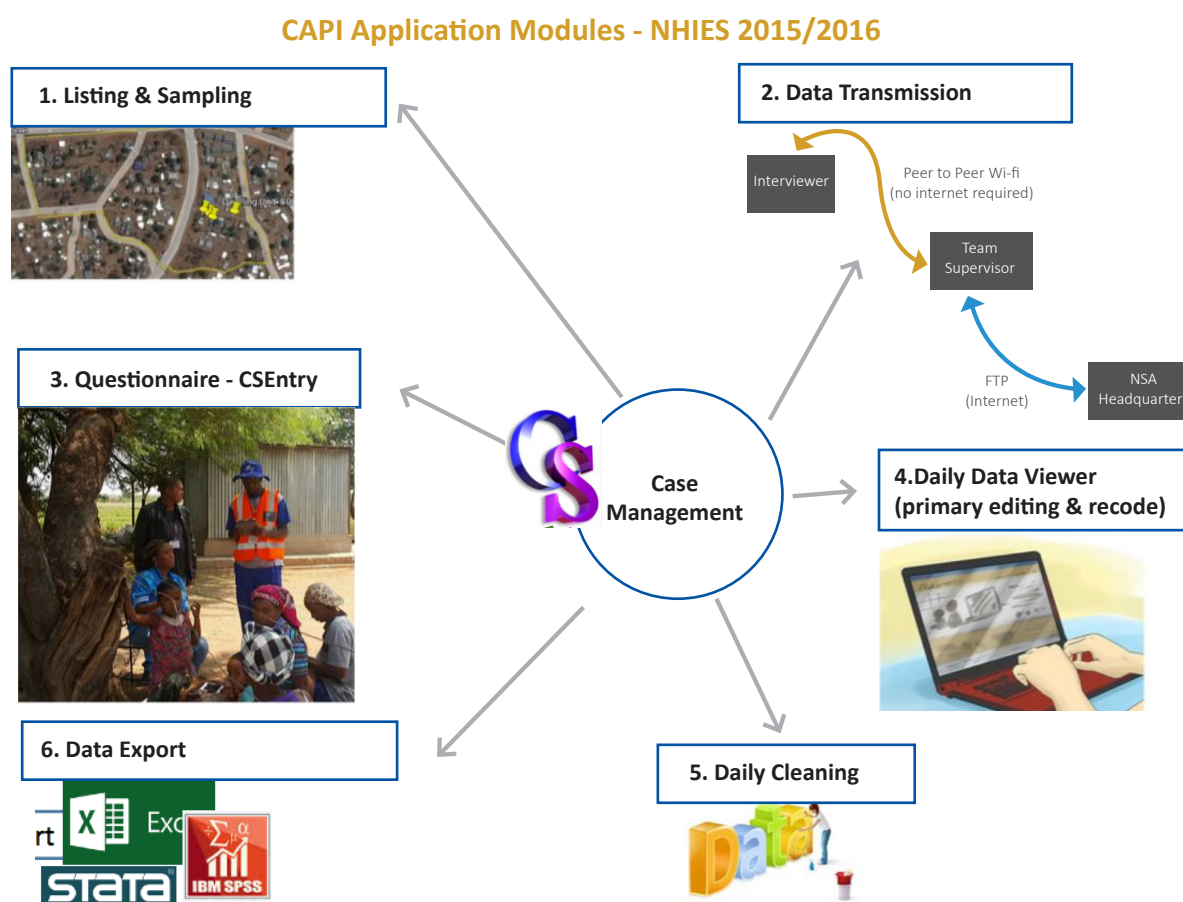 CAPI Application Modules - NHIES 2015/2016
1. Listing & Sampling
2. Data Transmission
Interviewer
Peer to Peer Wi-fi
(no internet required)
Team
Supervisor
FTP
(Internet)
NSA
Headquarter
3. Questionnaire - CSEntry
CS
Case
Management
4.Daily Data Viewer
(primary editing & recode)
6. Data Export
rt
X
Exc
STATA
Σ α
IBM SPSS
5. Daily Cleaning
Data